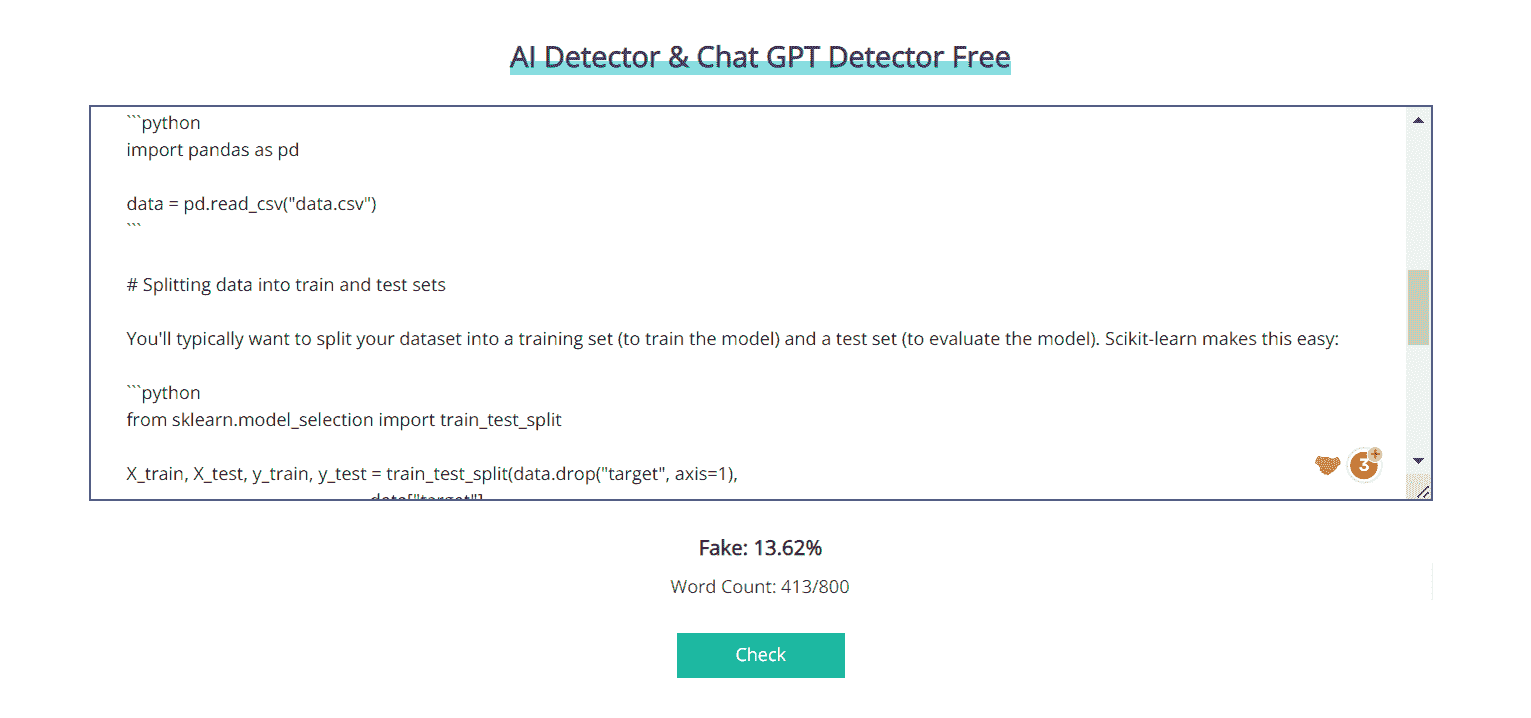 AI Detector & Chat GPT Detector Free
```python
import pandas as pd
data = pd.read_csv("data.csv")
```
# Splitting data into train and test sets
You'll typically want to split your dataset into a training set (to train the model) and a test set (to evaluate the model). Scikit-learn makes this easy:
```python
from sklearn.model_selection import train_test_split
X_train, X_test, y_train, y_test = train_test_split(data.drop("target", axis=1),
data["target"],
3
Fake: 13.62%
Word Count: 413/800
Check